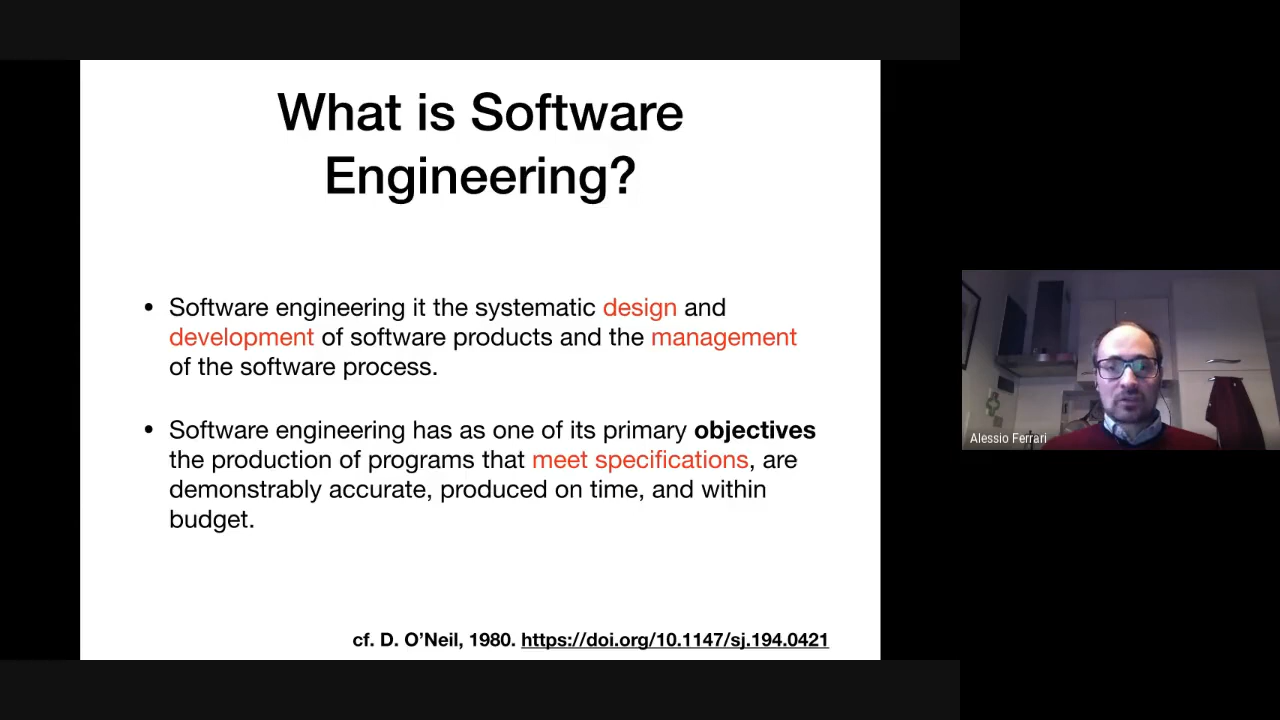 What is Software
Engineering?
• Software engineering it the systematic design and
development of software products and the management
of the software process.
• Software engineering has as one of its primary objectives
the production of programs that meet specifications, are
demonstrably accurate, produced on time, and within
budget.
cf. D. O’Neil, 1980. https://doi.org/10.1147/sj.194.0421
Alessio Ferrari